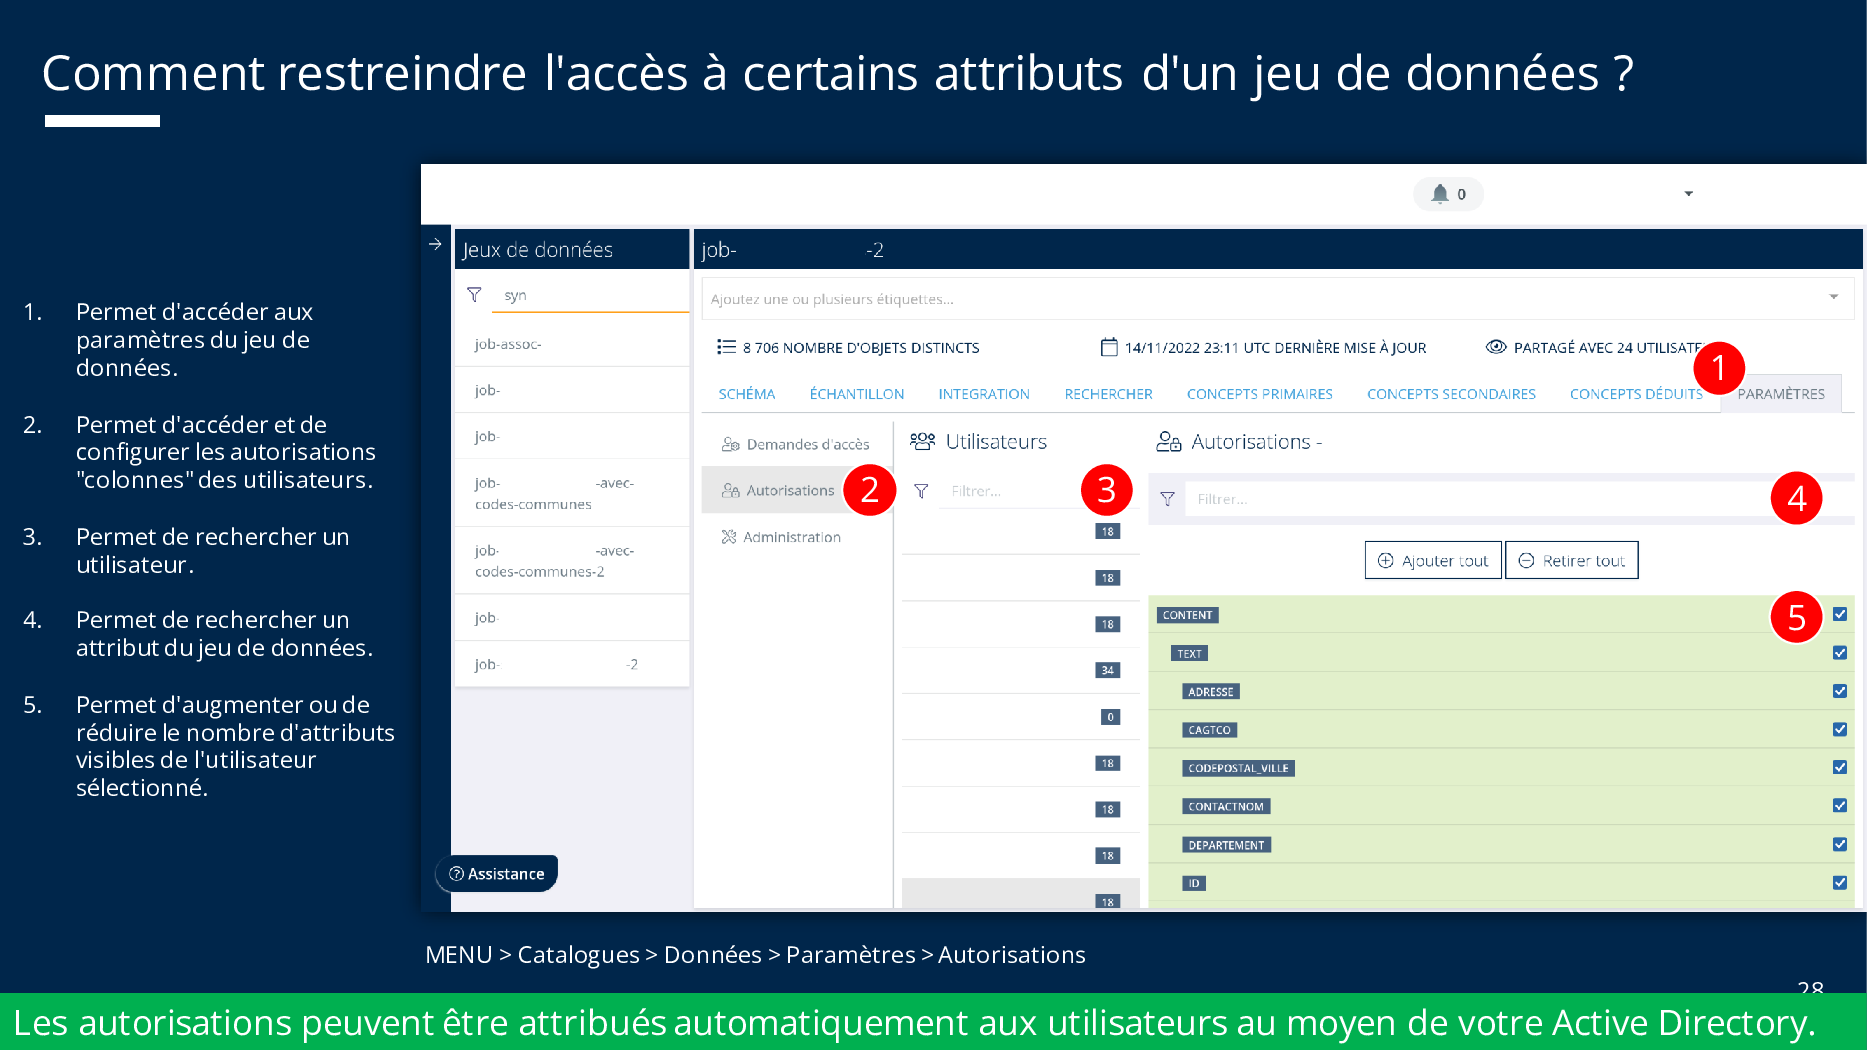 Comment restreindre l'accès à certains attributs d'un jeu de données ?
1. Permet d'accéder aux
paramètres du jeu de
données.
2. Permet d'accéder et de
configurer les autorisations
"colonnes" des utilisateurs.
3. Permet de rechercher un
utilisateur.
4. Permet de rechercher un
attribut du jeu de données.
5. Permet d'augmenter ou de
réduire le nombre d'attributs
visibles de l'utilisateur
sélectionné.
0
Jeux de données
syn
job-assoc-
job-
job-
job- -avec-
codes-communes
job- -avec-
codes-communes-2
job-
job- -2
Assistance
job- -2
Ajoutez une ou plusieurs étiquettes...
8 706 NOMBRE D'OBJETS DISTINCTS
14/11/2022 23:11 UTC DERNIÈRE MISE À JOUR
PARTAGÉ AVEC 24
1
SCHÉMA
ÉCHANTILLON
INTEGRATION
RECHERCHER
CONCEPTS PRIMAIRES
CONCEPTS SECONDAIRES
CONCEPTS DÉDUITS
PARAMÈTRES
Demandes d'accès
Autorisations
2
Administration
Utilisateurs
Filtrer...
3
18
18
18
34
0
18
18
18
18
Autorisations -
Filtrer...
4
Ajouter tout
Retirer tout
CONTENT
5
TEXT
ADRESSE
CAGTCO
CODEPOSTAL_VILLE
CONTACTNOM
DEPARTEMENT
ID
MENU > Catalogues > Données > Paramètres > Autorisations
28
Les autorisations peuvent être attribués automatiquement aux utilisateurs au moyen de votre Active Directory.